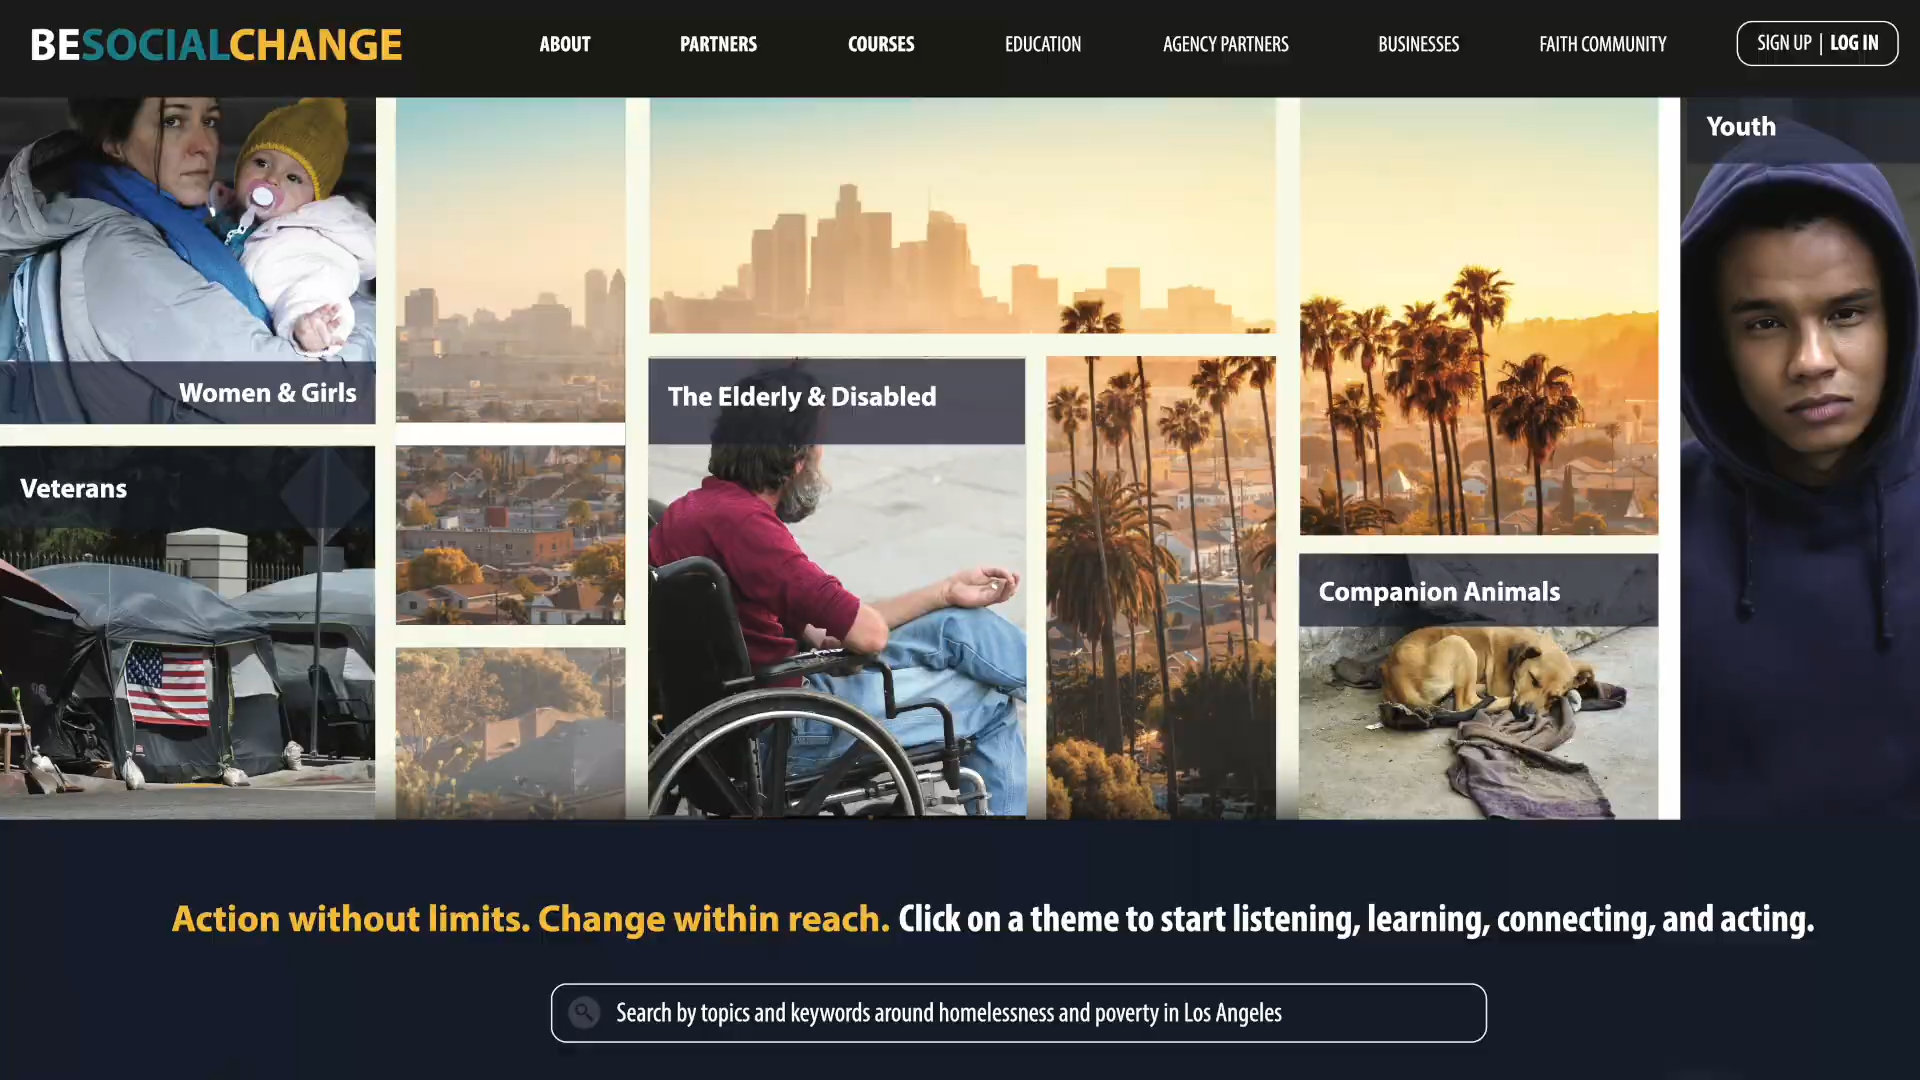 BESOCIALCHANGE
ABOUT
PARTNERS
COURSES
EDUCATION
AGENCY PARTNERS
BUSINESSES
FAITH COMMUNITY
SIGN UP | LOG IN
Women & Girls
Veterans
The Elderly & Disabled
Companion Animals
Youth
Action without limits. Change within reach. Click on a theme to start listening, learning, connecting, and acting.
Search by topics and keywords around homelessness and poverty in Los Angeles